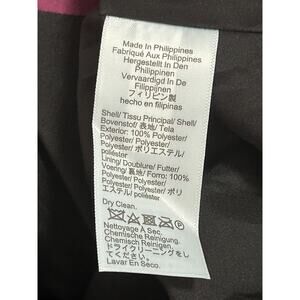 Made In Philippines
Fabriqué Aux Philippines
Hergestellt In Den
Philippinen
Vervaardigd In De
Filippijnen
フィリピン製
hecho en filipinas
Shell/ Tissu Principal/ Shell/
Bovenstof/ 表地/ Tela
Exterior: 100% Polyester/
Polyester/ Polyester/
Polyester/ ポリエステル/
poliéster
Lining/ Doublure/ Futter/
Voering/ 裏地/ Forro: 100%
Polyester/ Polyester/
Polyester/ Polyester/ ポリ
エステル/ poliéster
Dry Clean.
Nettoyage A Sec.
Chemische Reinigung.
Chemisch Reinigen.
ドライクリーニングをし
てください。
Lavar En Seco.